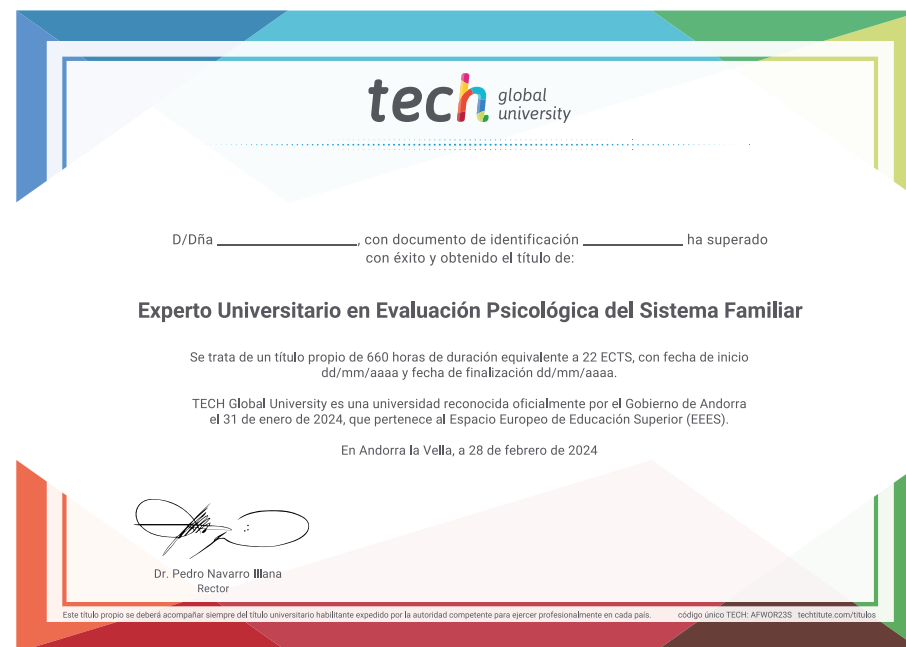 tech global university
D/Dña ____________________, con documento de identificación ______________ ha superado
con éxito y obtenido el título de:
Experto Universitario en Evaluación Psicológica del Sistema Familiar
Se trata de un título propio de 660 horas de duración equivalente a 22 ECTS, con fecha de inicio
dd/mm/aaaa y fecha de finalización dd/mm/aaaa.
TECH Global University es una universidad reconocida oficialmente por el Gobierno de Andorra
el 31 de enero de 2024, que pertenece al Espacio Europeo de Educación Superior (EEES).
En Andorra la Vella, a 28 de febrero de 2024
Dr. Pedro Navarro Illana
Rector
Este título propio se deberá acompañar siempre del título universitario habilitante expedido por la autoridad competente para ejercer profesionalmente en cada país. código único TECH: AFWOR23S techtitute.com/titulos